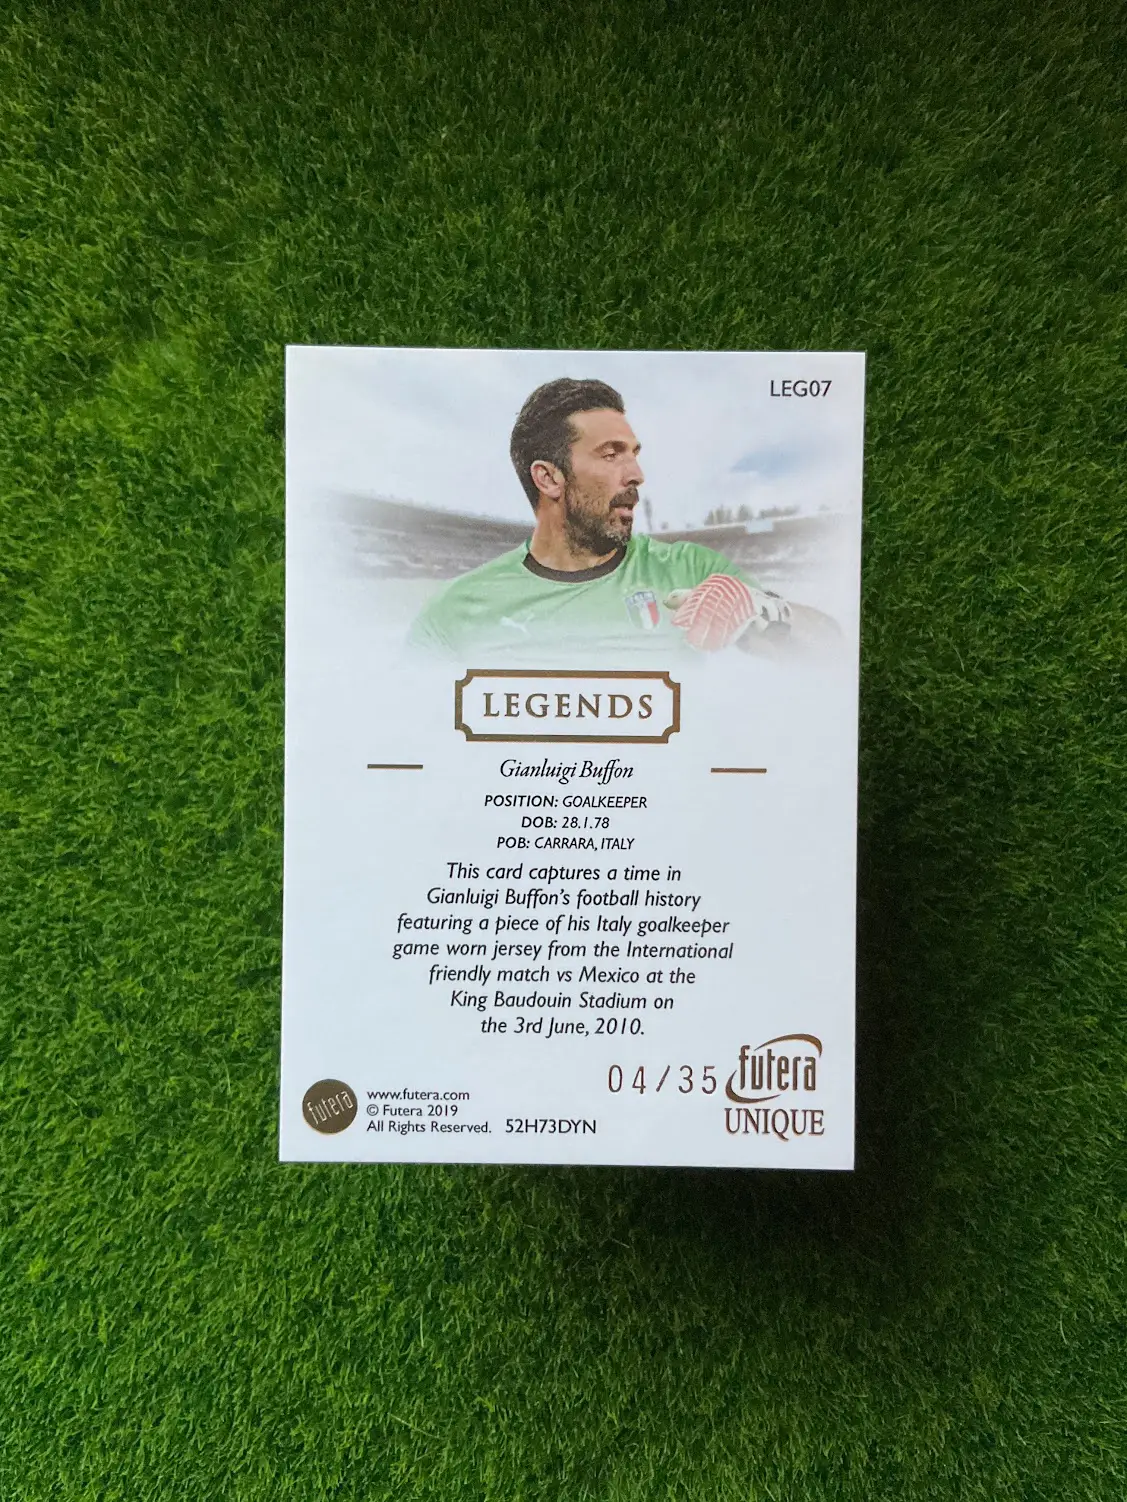 LEG07
LEGENDS
Gianluigi Buffon
POSITION: GOALKEEPER
DOB: 28.1.78
POB: CARRARA, ITALY
This card captures a time in
Gianluigi Buffon's football history
featuring a piece of his Italy goalkeeper
game worn jersey from the International
friendly match vs Mexico at the
King Baudouin Stadium on
the 3rd June, 2010.
04/35
futera
UNIQUE
futera
www.futera.com
© Futera 2019
All Rights Reserved. 52H73DYN